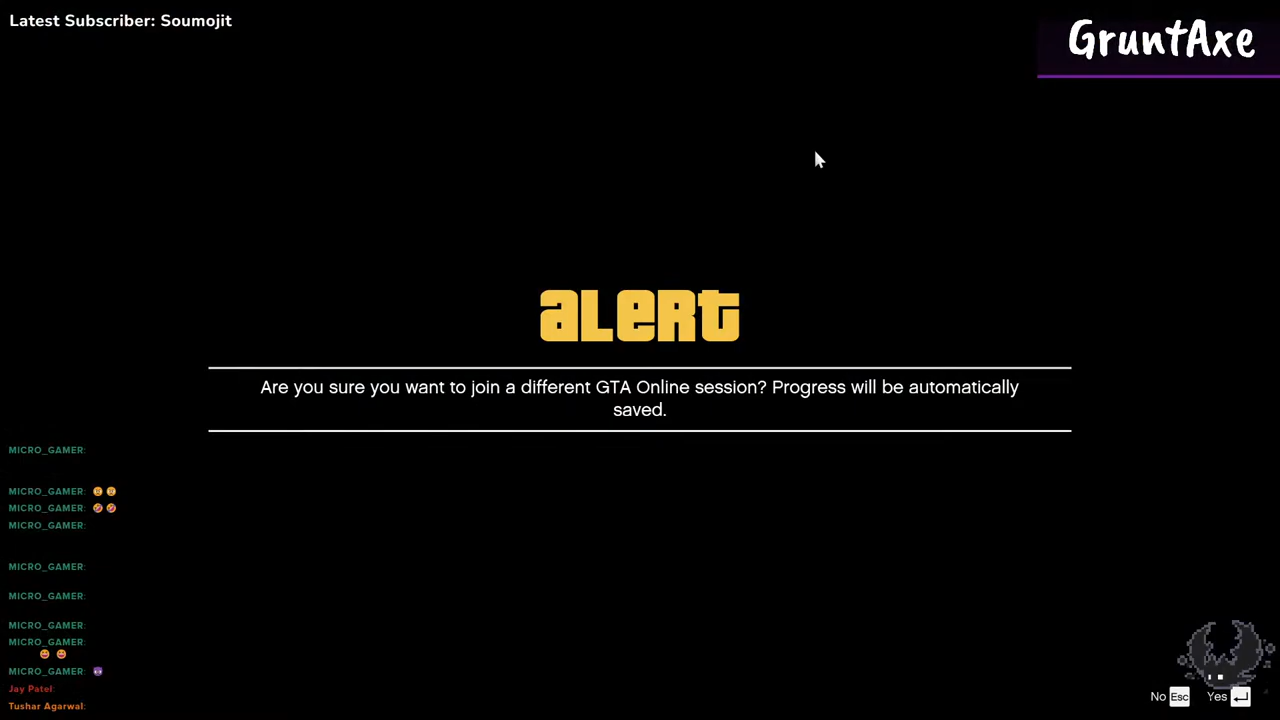 Latest Subscriber: Soumojit
GruntAxe
alert
Are you sure you want to join a different GTA Online session? Progress will be automatically
saved.
MICRO_GAMER:
MICRO_GAMER:
MICRO_GAMER:
MICRO_GAMER:
MICRO_GAMER:
MICRO_GAMER:
MICRO_GAMER:
MICRO_GAMER:
MICRO_GAMER:
Jay Patel:
Tushar Agarwal:
No Esc Yes